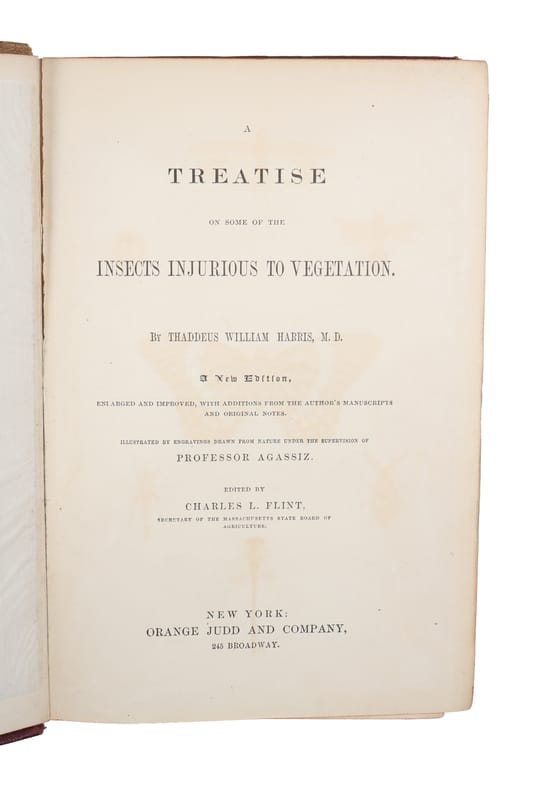 A
TREATISE
ON SOME OF THE
INSECTS INJURIOUS TO VEGETATION.
BY THADDEUS WILLIAM HARRIS, M. D.
A New Edition,
ENLARGED AND IMPROVED, WITH ADDITIONS FROM THE AUTHOR'S MANUSCRIPTS
AND ORIGINAL NOTES.
ILLUSTRATED BY ENGRAVINGS DRAWN FROM NATURE UNDER THE SUPERVISION OF
PROFESSOR AGASSIZ.
EDITED BY
CHARLES L. FLINT,
SECRETARY OF THE MASSACHUSETTS STATE BOARD OF
AGRICULTURE.
NEW YORK:
ORANGE JUDD AND COMPANY,
245 BROADWAY.